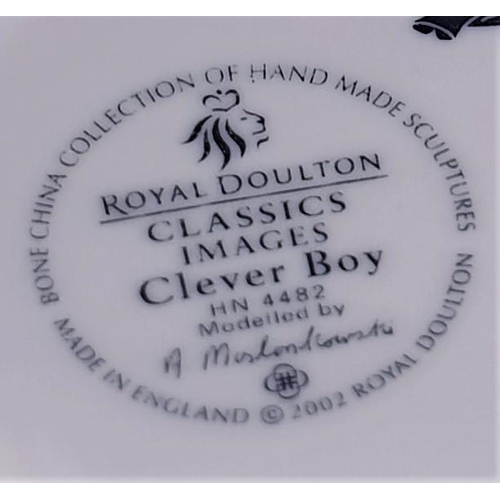 BONE CHINA COLLECTION OF HAND MADE SCULPTURES
ROYAL DOULTON
CLASSICS
IMAGES
Clever Boy
HN 4482
Modelled by
A Maslankowski
MADE IN ENGLAND © 2002 ROYAL DOULTON